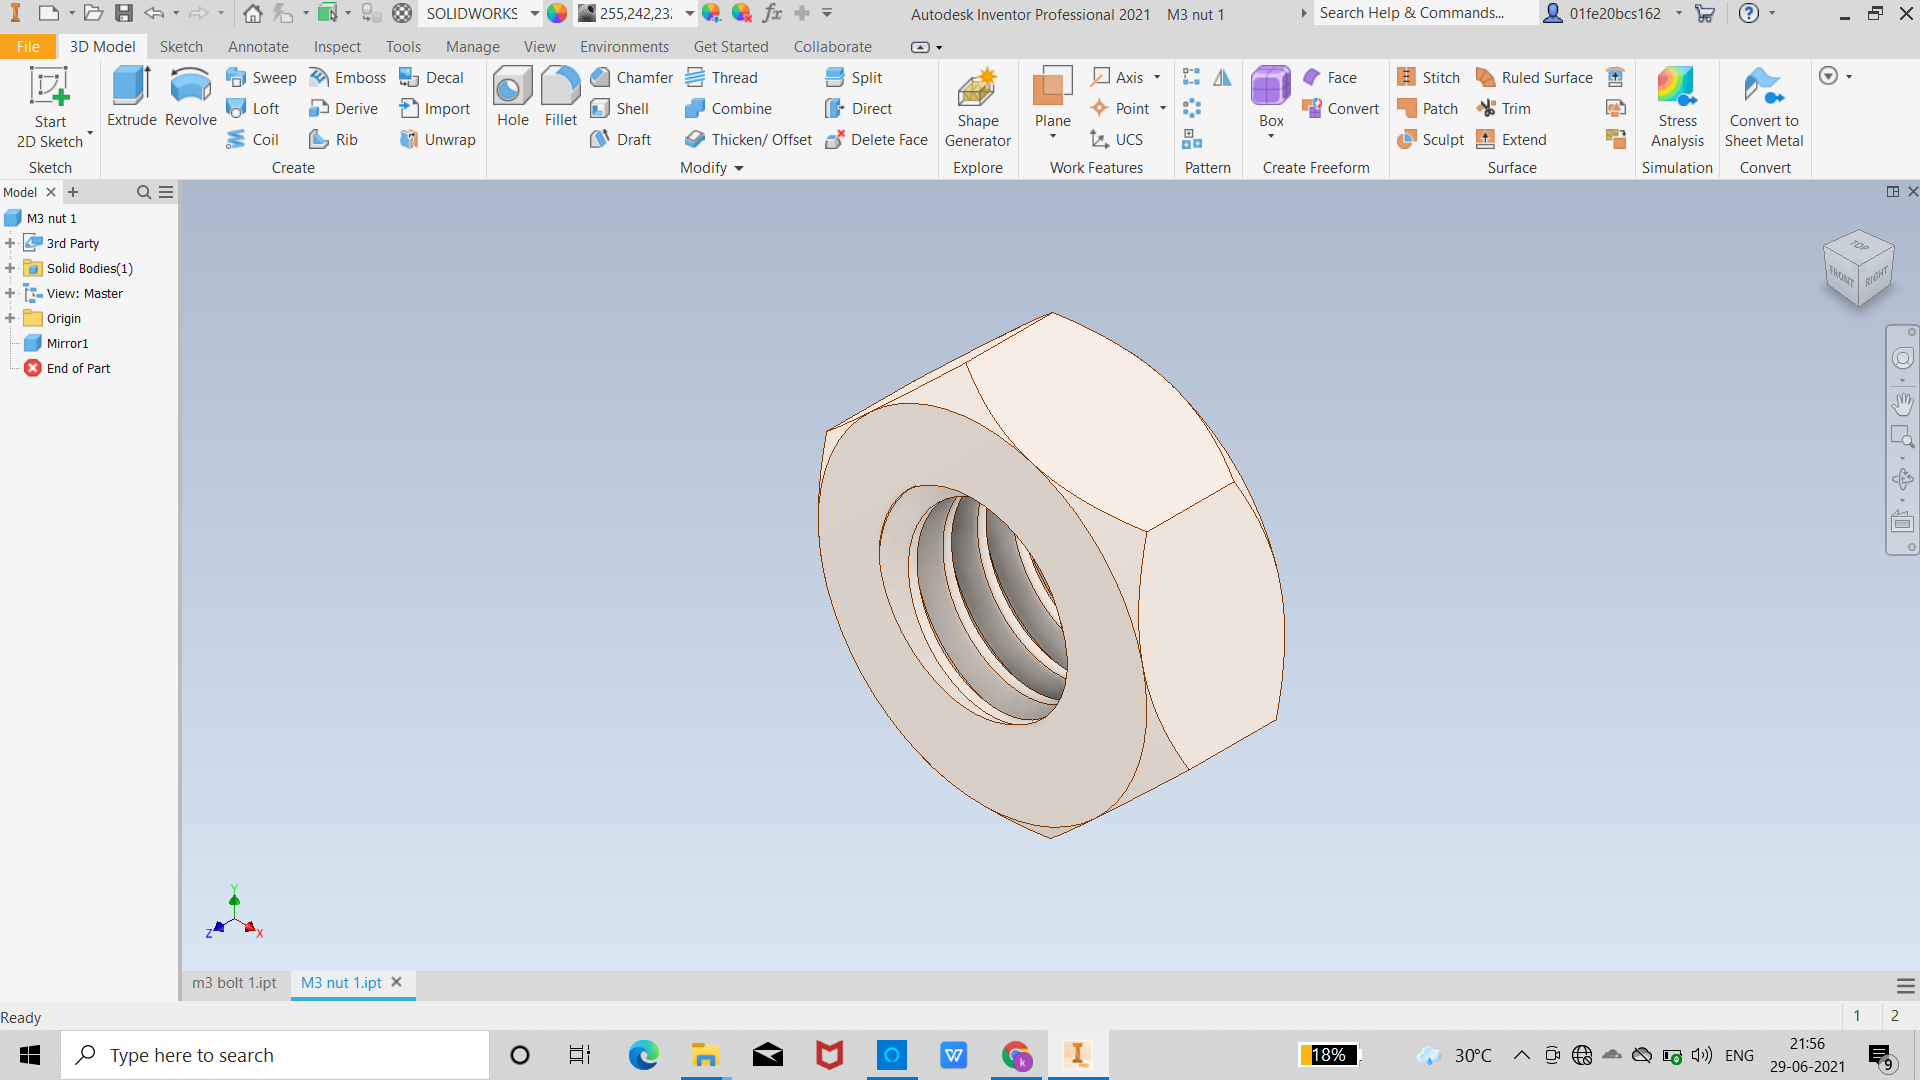 SOLIDWORKS 255,242,23 Autodesk Inventor Professional 2021 M3 nut 1 Search Help & Commands... 01fe20bcs162
File 3D Model Sketch Annotate Inspect Tools Manage View Environments Get Started Collaborate
Start
2D Sketch
Sketch
Extrude
Revolve
Sweep
Emboss
Decal
Loft
Derive
Import
Coil
Rib
Unwrap
Create
Hole
Fillet
Chamfer
Thread
Split
Shell
Combine
Direct
Draft
Thicken/ Offset
Delete Face
Modify
Shape
Generator
Explore
Plane
Axis
Point
UCS
Work Features
Pattern
Box
Face
Convert
Create Freeform
Stitch
Ruled Surface
Patch
Trim
Sculpt
Extend
Surface
Stress
Analysis
Simulation
Convert to
Sheet Metal
Convert
Model
M3 nut 1
3rd Party
Solid Bodies(1)
View: Master
Origin
Mirror1
End of Part
TOP
FRONT
RIGHT
Y
Z
X
m3 bolt 1.ipt
M3 nut 1.ipt
Ready
1 2
Type here to search
18%
30°C
ENG
21:56
29-06-2021
9